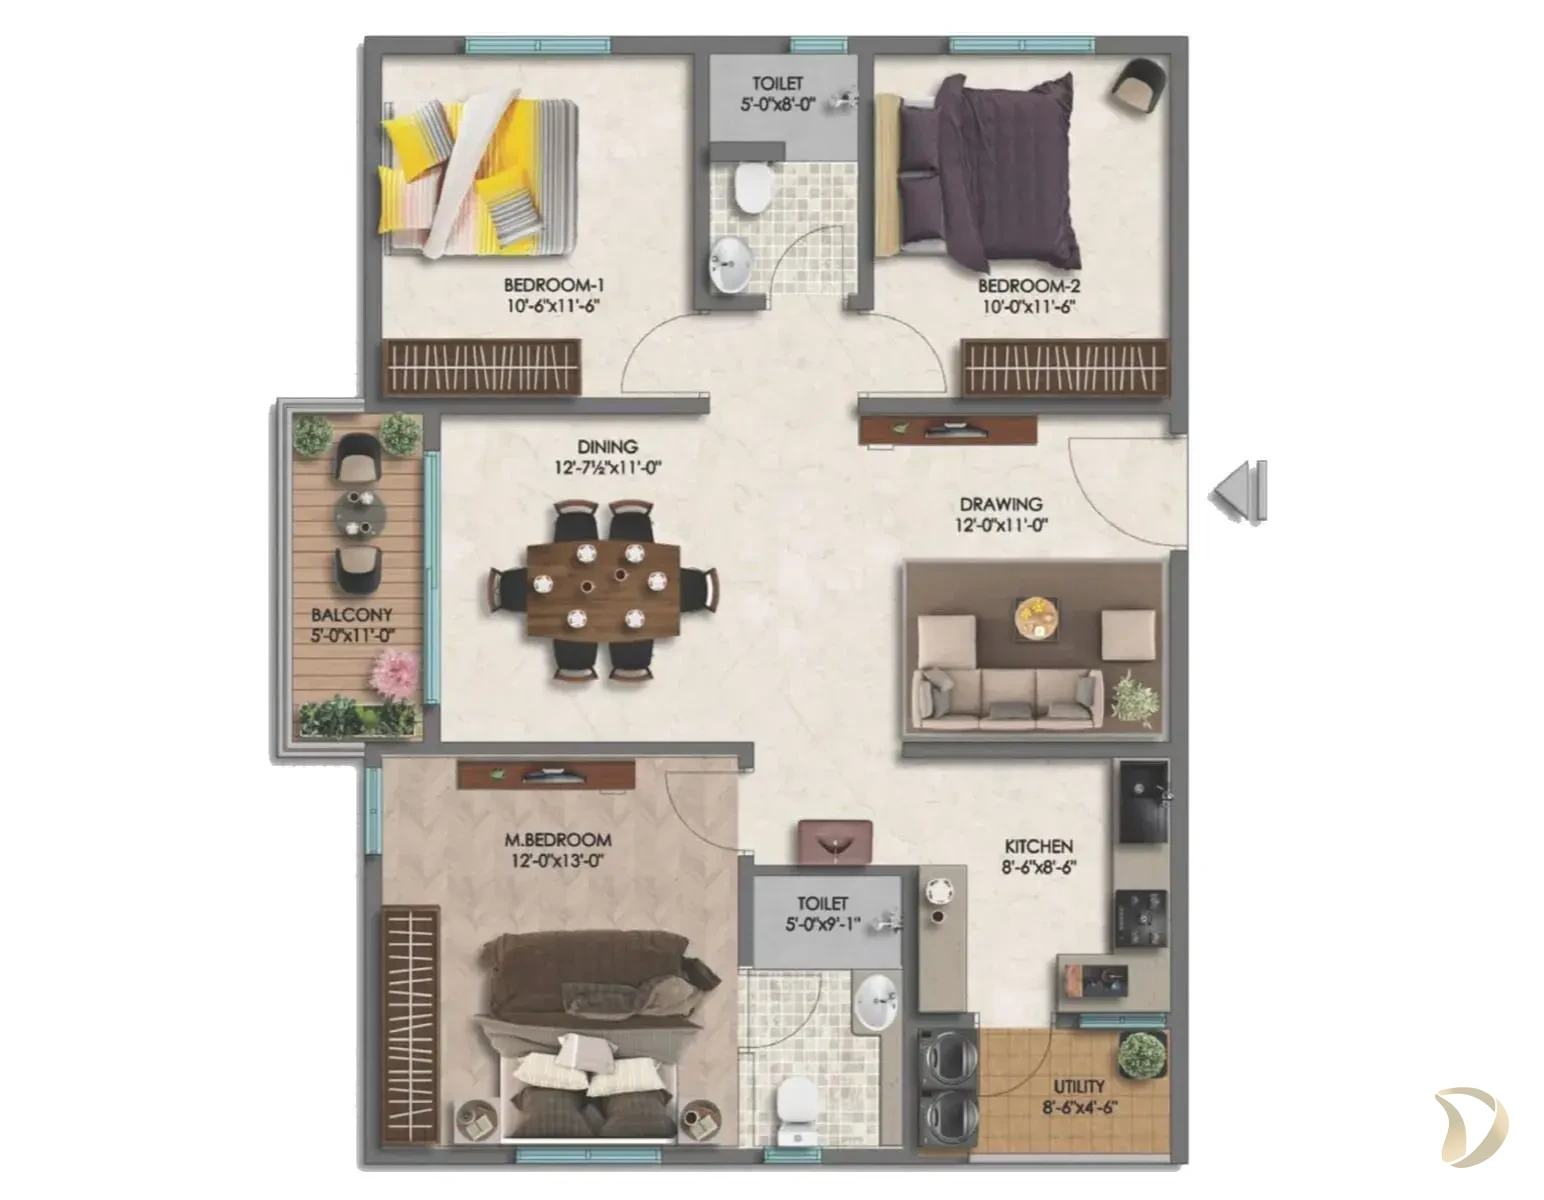 TOILET
5'-0"x8'-0"
BEDROOM-1
10'-6"x11'-6"
BEDROOM-2
10'-0"x11'-6"
DINING
12'-7½"x11'-0"
DRAWING
12'-0"x11'-0"
BALCONY
5'-0"x11'-0"
M.BEDROOM
12'-0"x13'-0"
KITCHEN
8'-6"x8'-6"
TOILET
5'-0"x9'-1"
UTILITY
8'-6"x4'-6"